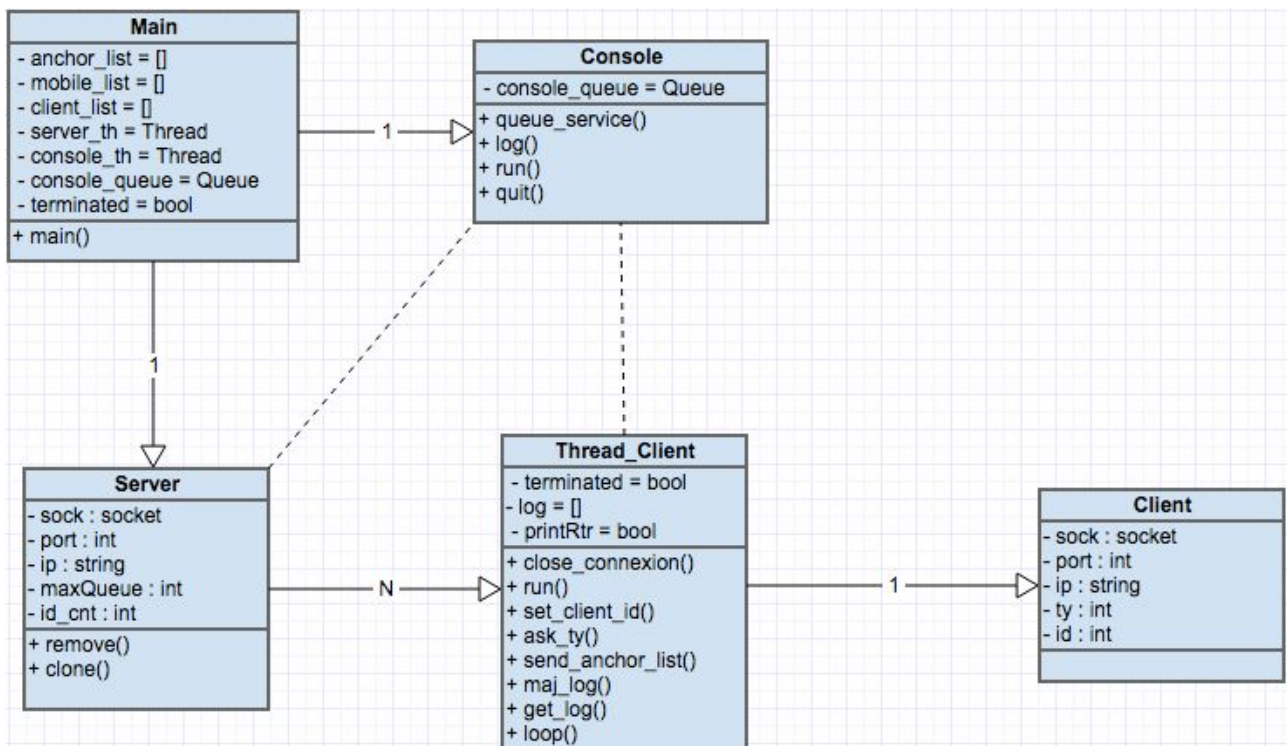 Main
- anchor_list = []
- mobile_list = []
- client_list = []
- server_th = Thread
- console_th = Thread
- console_queue = Queue
- terminated = bool
+ main()
1
Console
- console_queue = Queue
+ queue_service()
+ log()
+ run()
+ quit()
1
Server
- sock : socket
- port : int
- ip : string
- maxQueue : int
- id_cnt : int
+ remove()
+ clone()
N
Thread_Client
- terminated = bool
- log = []
- printRtr = bool
+ close_connexion()
+ run()
+ set_client_id()
+ ask_ty()
+ send_anchor_list()
+ maj_log()
+ get_log()
+ loop()
1
Client
- sock : socket
- port : int
- ip : string
- ty : int
- id : int